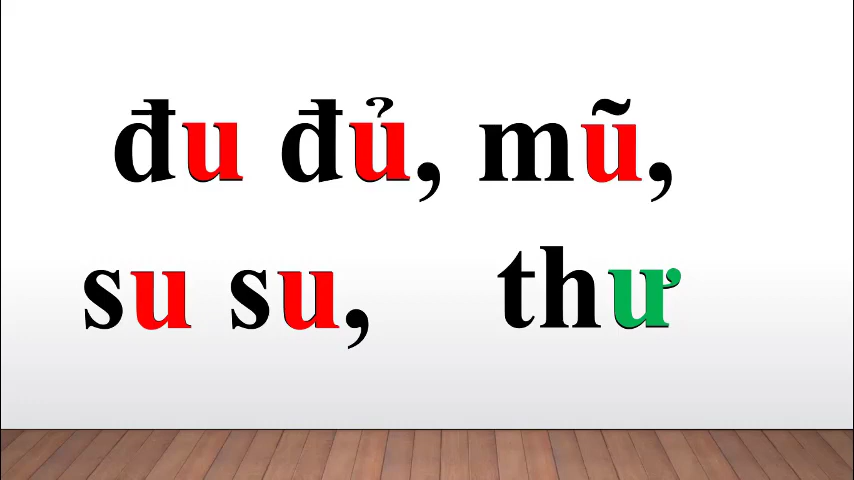 đu đủ, mũ,
su su, thư